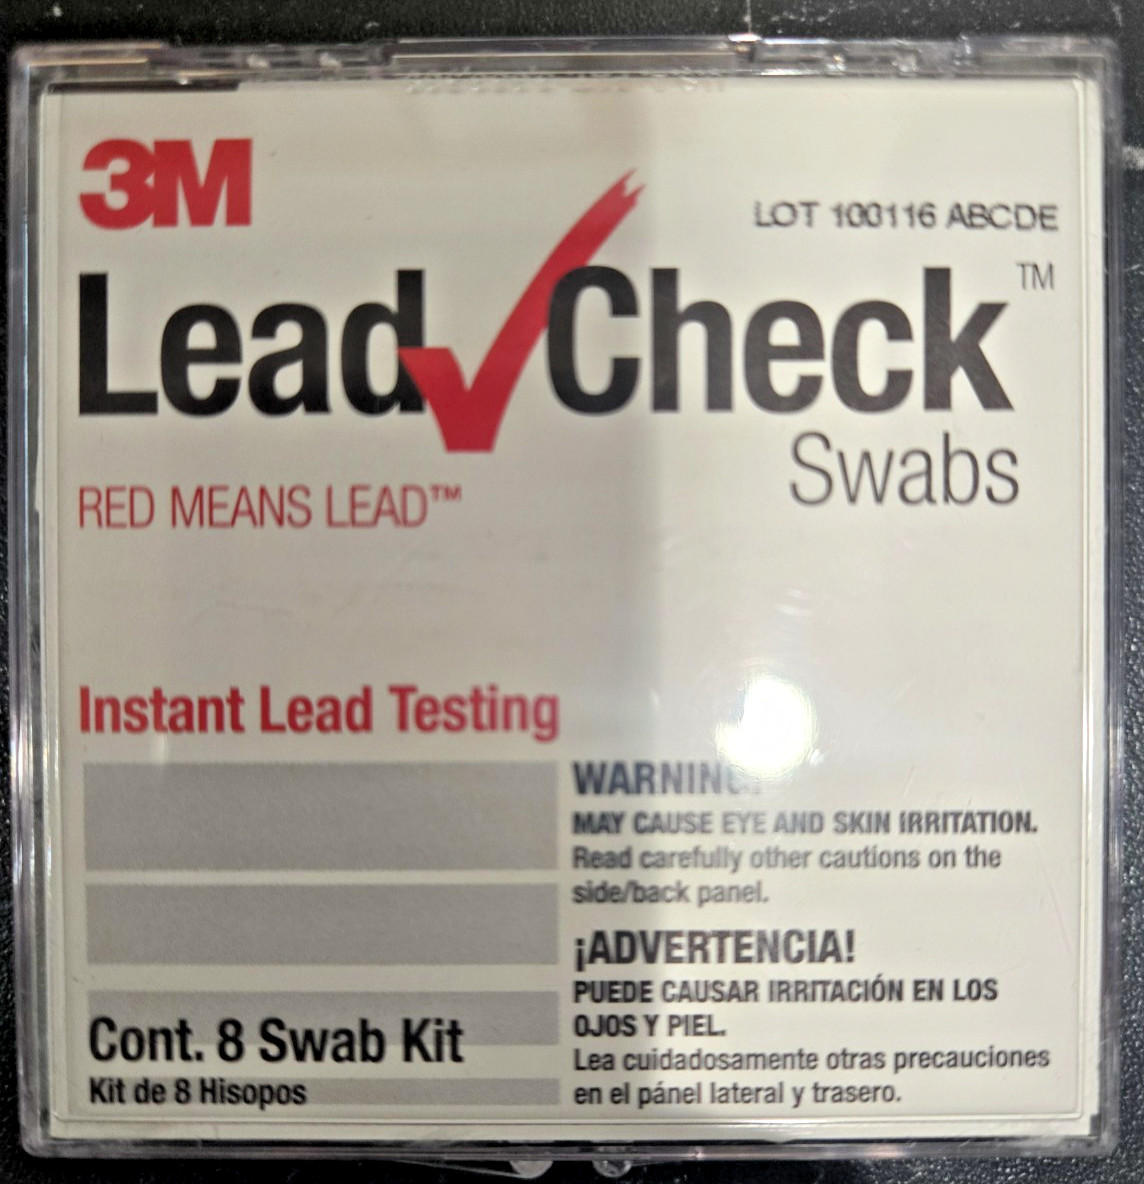 3M
LOT 100116 ABCDE
Lead Check™
Swabs
RED MEANS LEAD™
Instant Lead Testing
WARNING!
MAY CAUSE EYE AND SKIN IRRITATION.
Read carefully other cautions on the
side/back panel.
¡ADVERTENCIA!
PUEDE CAUSAR IRRITACIÓN EN LOS
OJOS Y PIEL.
Lea cuidadosamente otras precauciones
en el pánel lateral y trasero.
Cont. 8 Swab Kit
Kit de 8 Hisopos